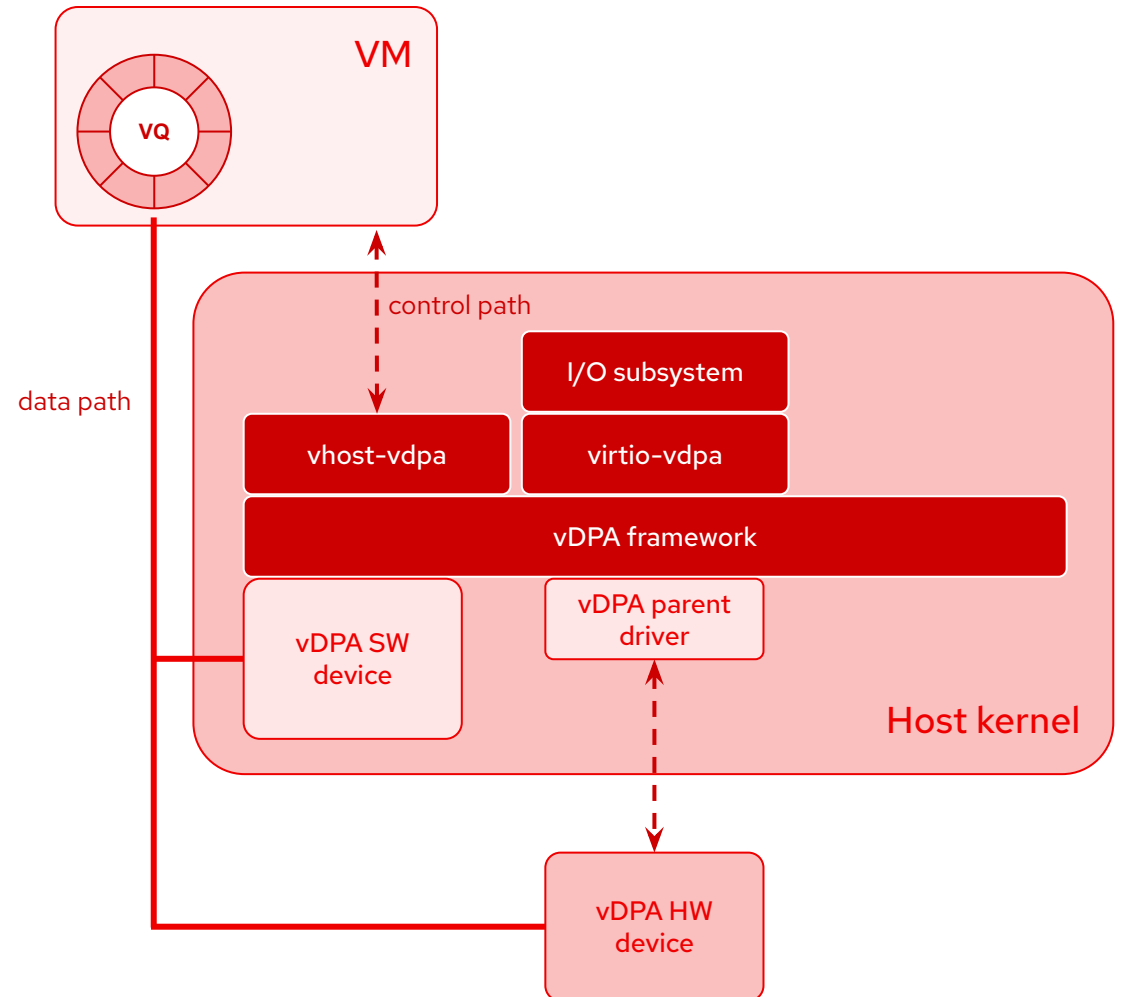 VM
VQ
control path
I/O subsystem
data path
vhost-vdpa
virtio-vdpa
vDPA framework
vDPA SW
device
vDPA parent
driver
Host kernel
vDPA HW
device